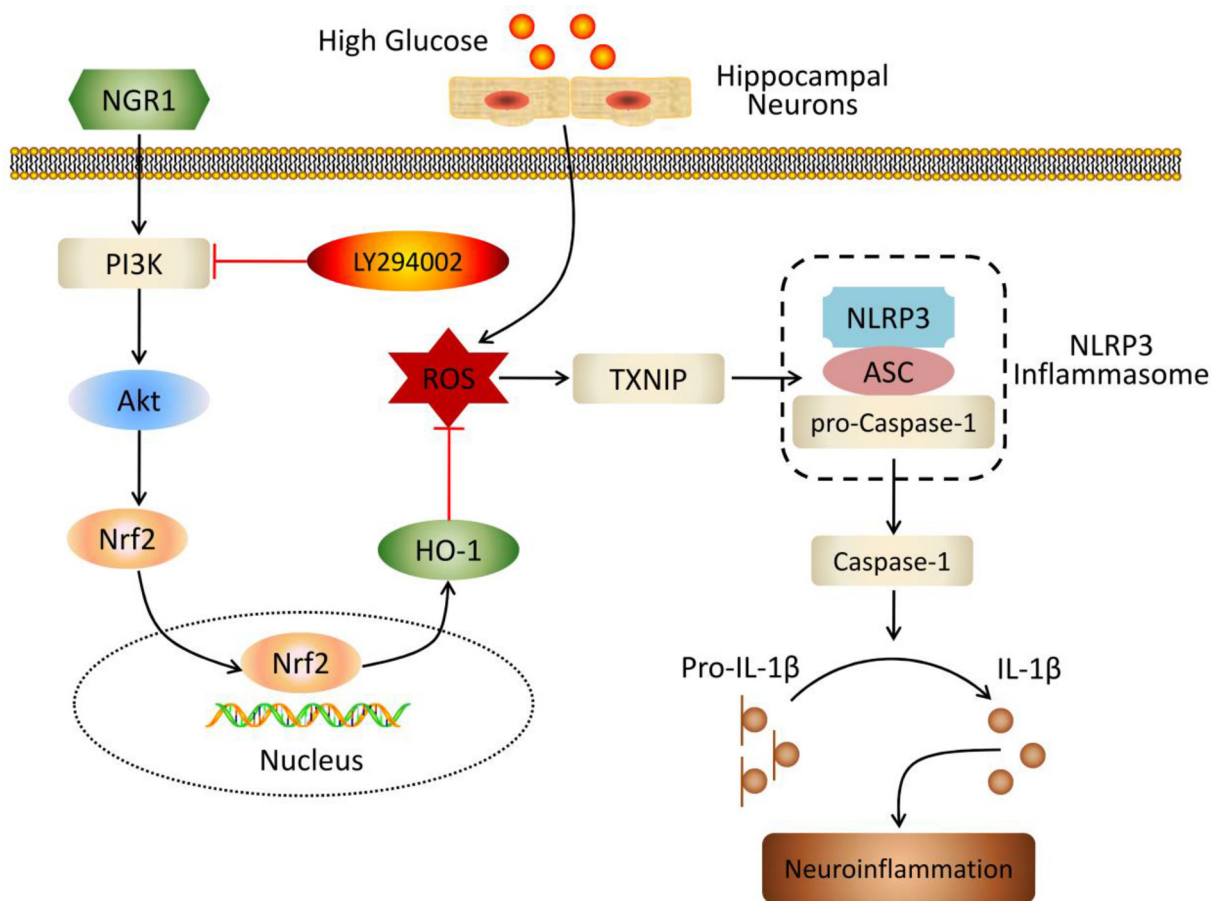 High Glucose
NGR1
Hippocampal
Neurons
PI3K
LY294002
NLRP3
NLRP3
Inflammasome
Akt
ROS
TXNIP
ASC
pro-Caspase-1
Nrf2
HO-1
Caspase-1
Nrf2
Nucleus
Pro-IL-1β
IL-1β
Neuroinflammation